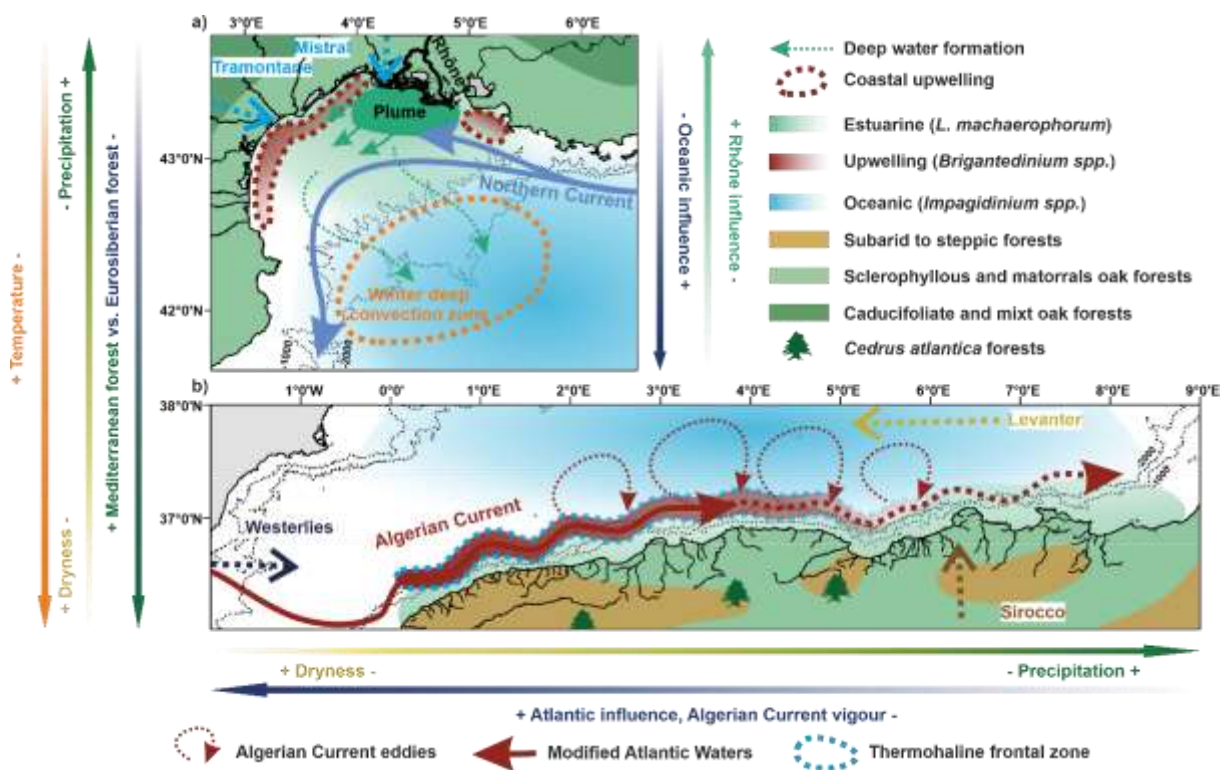 a) 3°0'E 4°0'E 5°0'E 6°0'E
Mistral
Tramontane
Rhône
Plume
43°0'N
Northern Current
Winter deep
convection zone
42°0'N
-1000
-2000
- Oceanic influence +
+ Rhône influence -
Deep water formation
Coastal upwelling
Estuarine (L. machaerophorum)
Upwelling (Brigantedinium spp.)
Oceanic (Impagidinium spp.)
Subarid to steppic forests
Sclerophyllous and matorrals oak forests
Caducifoliate and mixt oak forests
Cedrus atlantica forests
+ Temperature -
+ Dryness -
- Precipitation +
+ Mediterranean forest vs. Eurosiberian forest -
b) 1°0'W 0°0' 1°0'E 2°0'E 3°0'E 4°0'E 5°0'E 6°0'E 7°0'E 8°0'E 9°0'E
38°0'N
Levanter
Algerian Current
37°0'N
Westerlies
Sirocco
+ Dryness -
- Precipitation +
+ Atlantic influence, Algerian Current vigour -
Algerian Current eddies
Modified Atlantic Waters
Thermohaline frontal zone